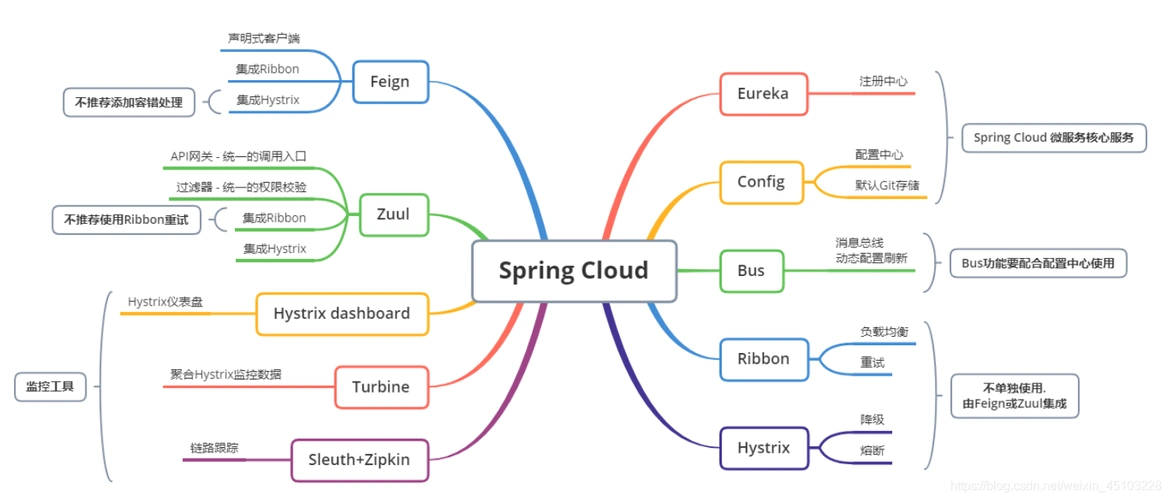 声明式客户端
集成Ribbon
集成Hystrix
不推荐添加容错处理
Feign
API网关 - 统一的调用入口
过滤器 - 统一的权限校验
集成Ribbon
集成Hystrix
不推荐使用Ribbon重试
Zuul
Hystrix仪表盘
Hystrix dashboard
聚合Hystrix监控数据
Turbine
监控工具
链路跟踪
Sleuth+Zipkin
Spring Cloud
Eureka
注册中心
Config
配置中心
默认Git存储
Spring Cloud 微服务核心服务
Bus
消息总线
动态配置刷新
Bus功能要配合配置中心使用
Ribbon
负载均衡
重试
Hystrix
降级
熔断
不单独使用.
由Feign或Zuul集成
https://blog.csdn.net/weixin_45103228